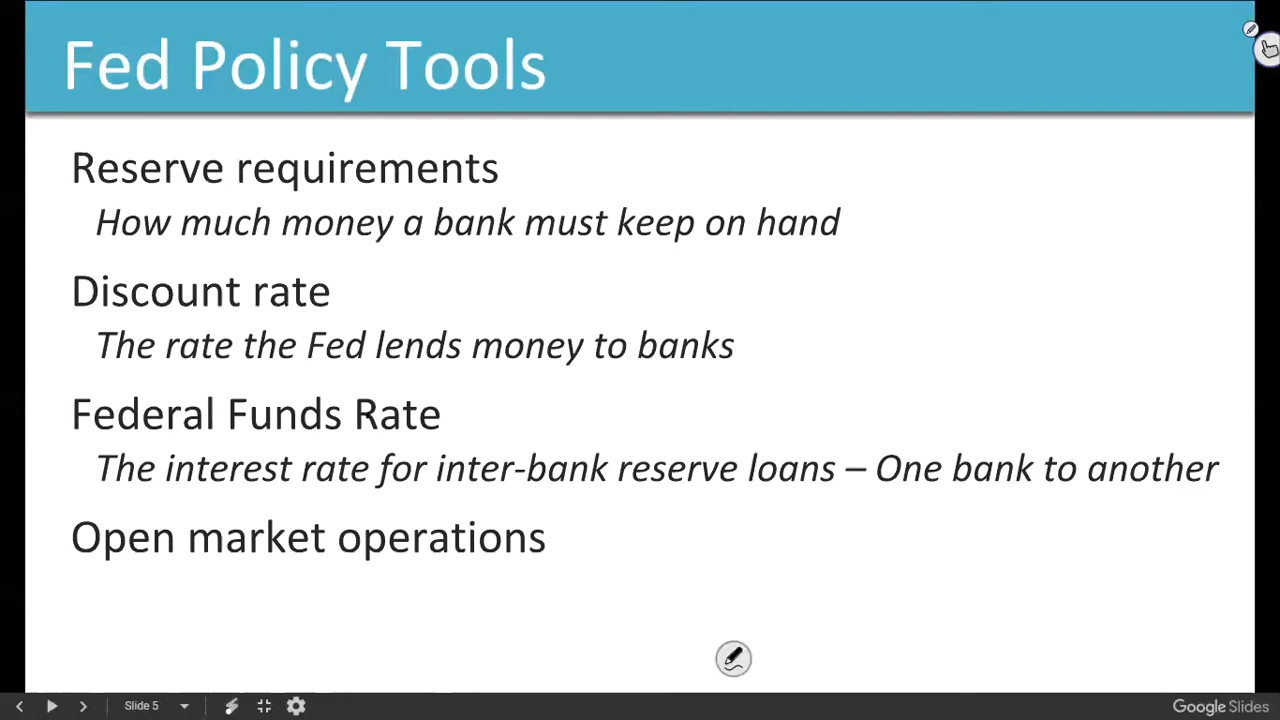 Fed Policy Tools
Reserve requirements
How much money a bank must keep on hand
Discount rate
The rate the Fed lends money to banks
Federal Funds Rate
The interest rate for inter-bank reserve loans – One bank to another
Open market operations
Slide 5
Google Slides